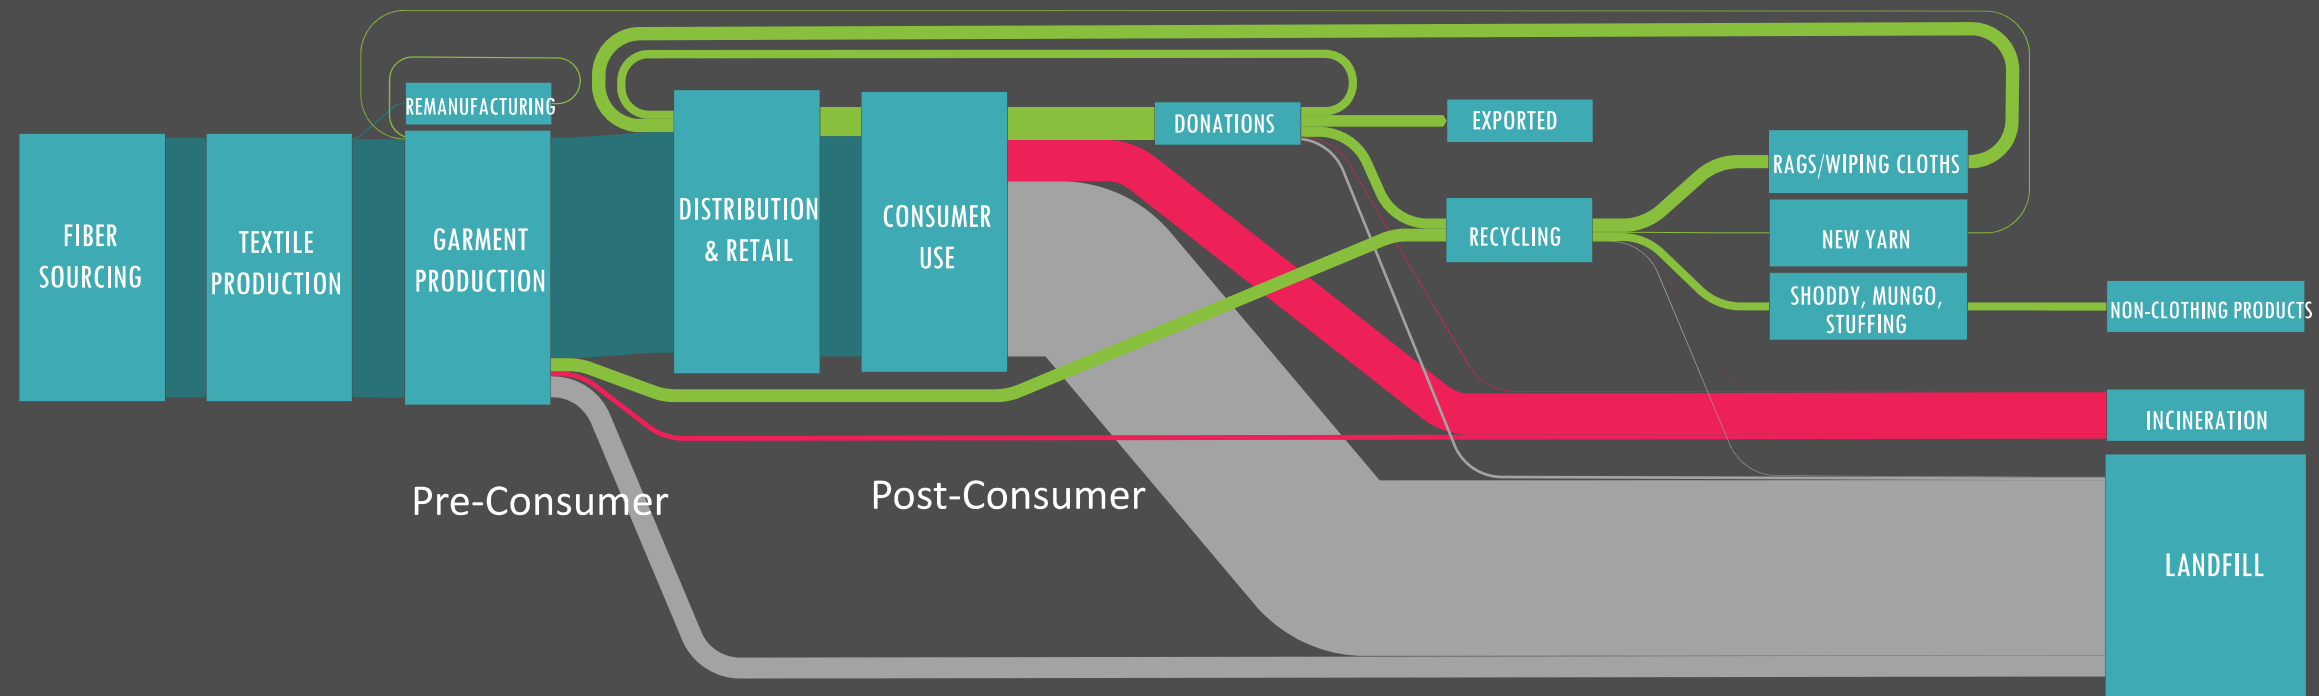 REMANUFACTURING
FIBER
SOURCING
TEXTILE
PRODUCTION
GARMENT
PRODUCTION
DISTRIBUTION
& RETAIL
CONSUMER
USE
DONATIONS
EXPORTED
RECYCLING
RAGS/WIPING CLOTHS
NEW YARN
SHODDY, MUNGO,
STUFFING
NON-CLOTHING PRODUCTS
INCINERATION
LANDFILL
Pre-Consumer
Post-Consumer